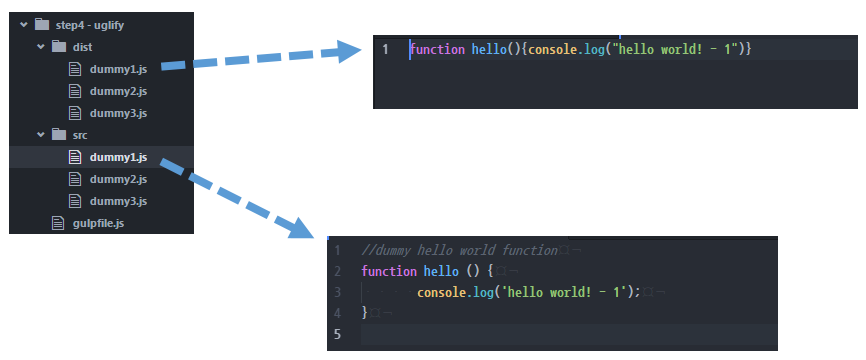 step4 - uglify
dist
dummy1.js
dummy2.js
dummy3.js
src
dummy1.js
dummy2.js
dummy3.js
gulpfile.js
1 function hello(){console.log("hello world! - 1")}
1 //dummy hello world function
2 function hello () {
3 console.log('hello world! - 1');
4 }
5